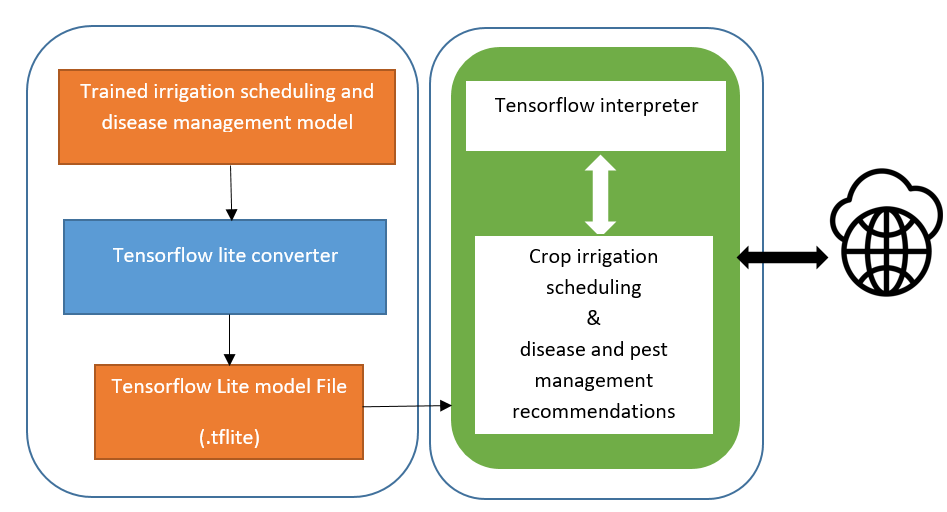 Trained irrigation scheduling and
disease management model
Tensorflow lite converter
Tensorflow Lite model File
(.tflite)
Tensorflow interpreter
Crop irrigation
scheduling
&
disease and pest
management
recommendations